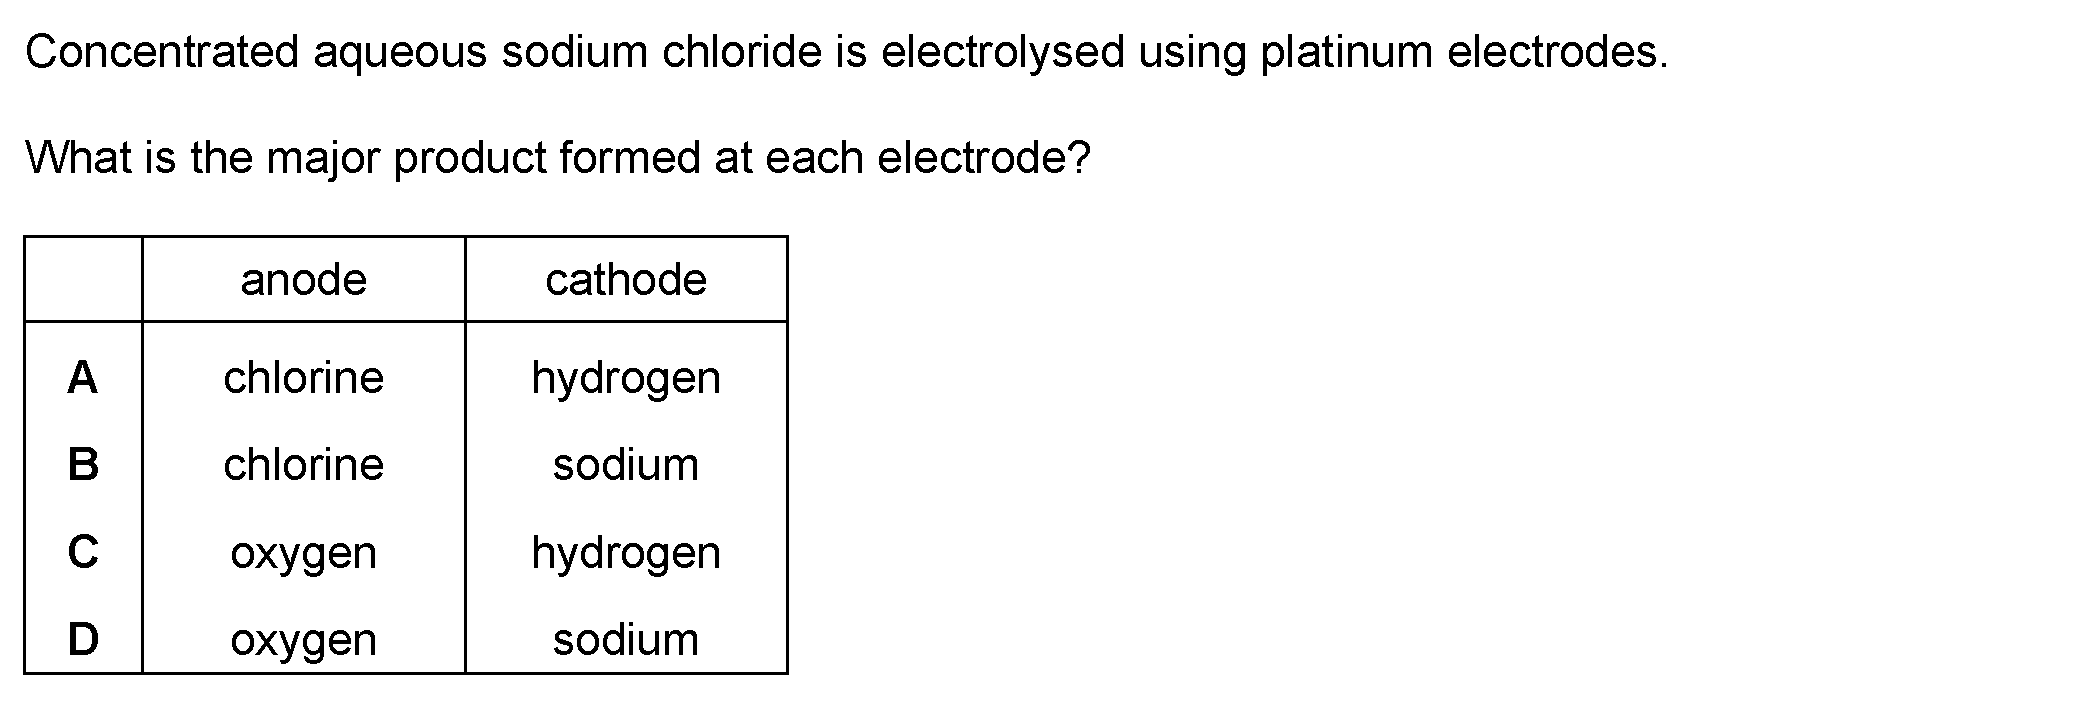 Concentrated aqueous sodium chloride is electrolysed using platinum electrodes.
What is the major product formed at each electrode?
anode cathode
A chlorine hydrogen
B chlorine sodium
C oxygen hydrogen
D oxygen sodium